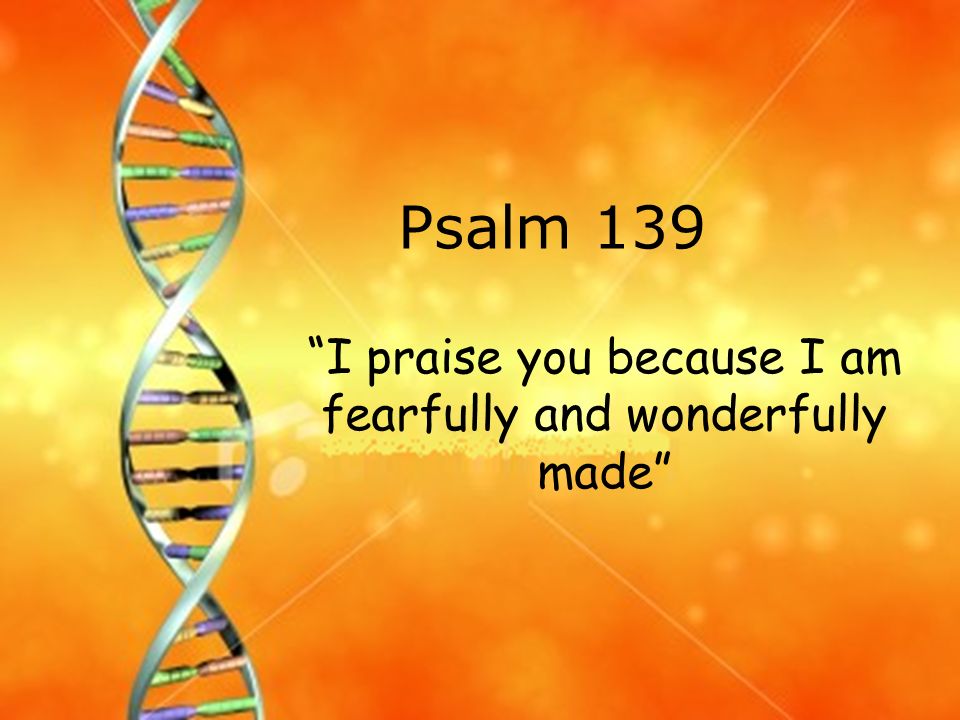 Psalm 139
“I praise you because I am
fearfully and wonderfully
made”